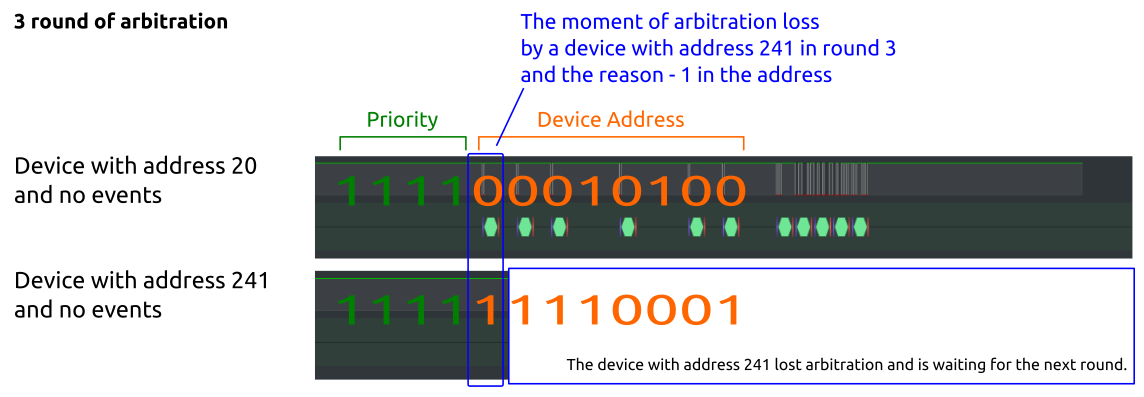 3 round of arbitration
The moment of arbitration loss
by a device with address 241 in round 3
and the reason - 1 in the address
Priority
Device Address
Device with address 20
and no events
1111 00010100
Device with address 241
and no events
1111 11110001
The device with address 241 lost arbitration and is waiting for the next round.